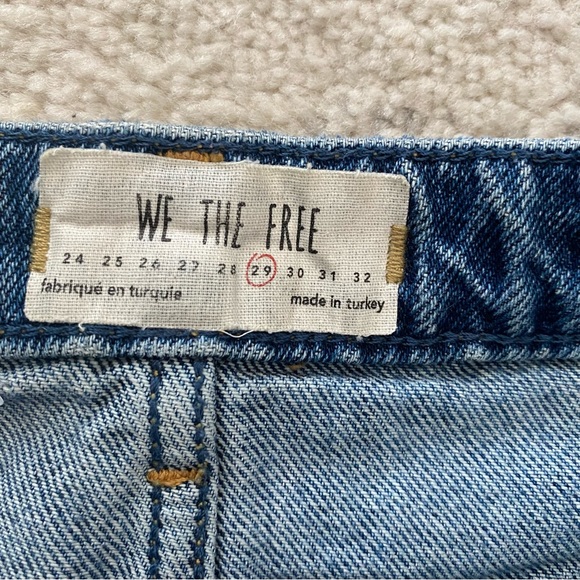 WE THE FREE
24 25 26 27 28 29 30 31 32
fabriqué en turquie made in turkey